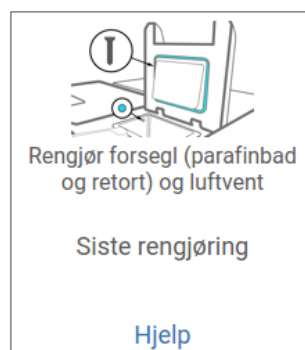 Rengjør forsegl (parafinbad
og retort) og luftvent
Siste rengjøring
Hjelp